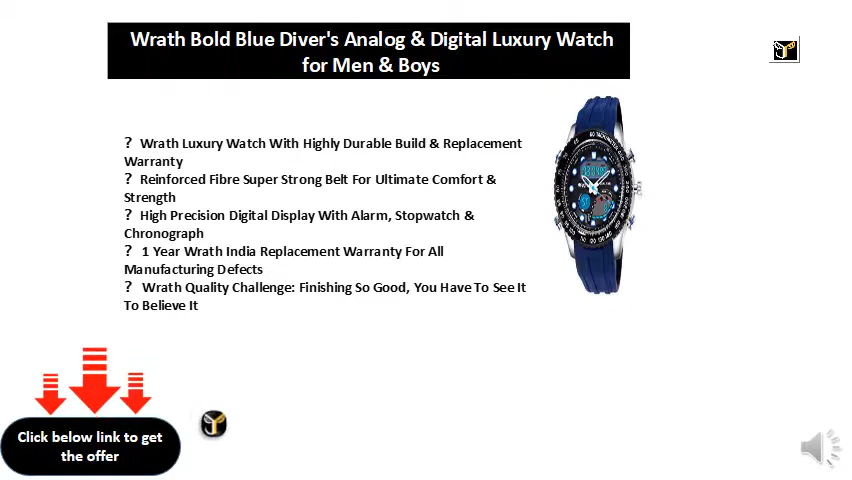 Wrath Bold Blue Diver's Analog & Digital Luxury Watch
for Men & Boys
? Wrath Luxury Watch With Highly Durable Build & Replacement
Warranty
? Reinforced Fibre Super Strong Belt For Ultimate Comfort &
Strength
? High Precision Digital Display With Alarm, Stopwatch &
Chronograph
? 1 Year Wrath India Replacement Warranty For All
Manufacturing Defects
? Wrath Quality Challenge: Finishing So Good, You Have To See It
To Believe It
Click below link to get
the offer